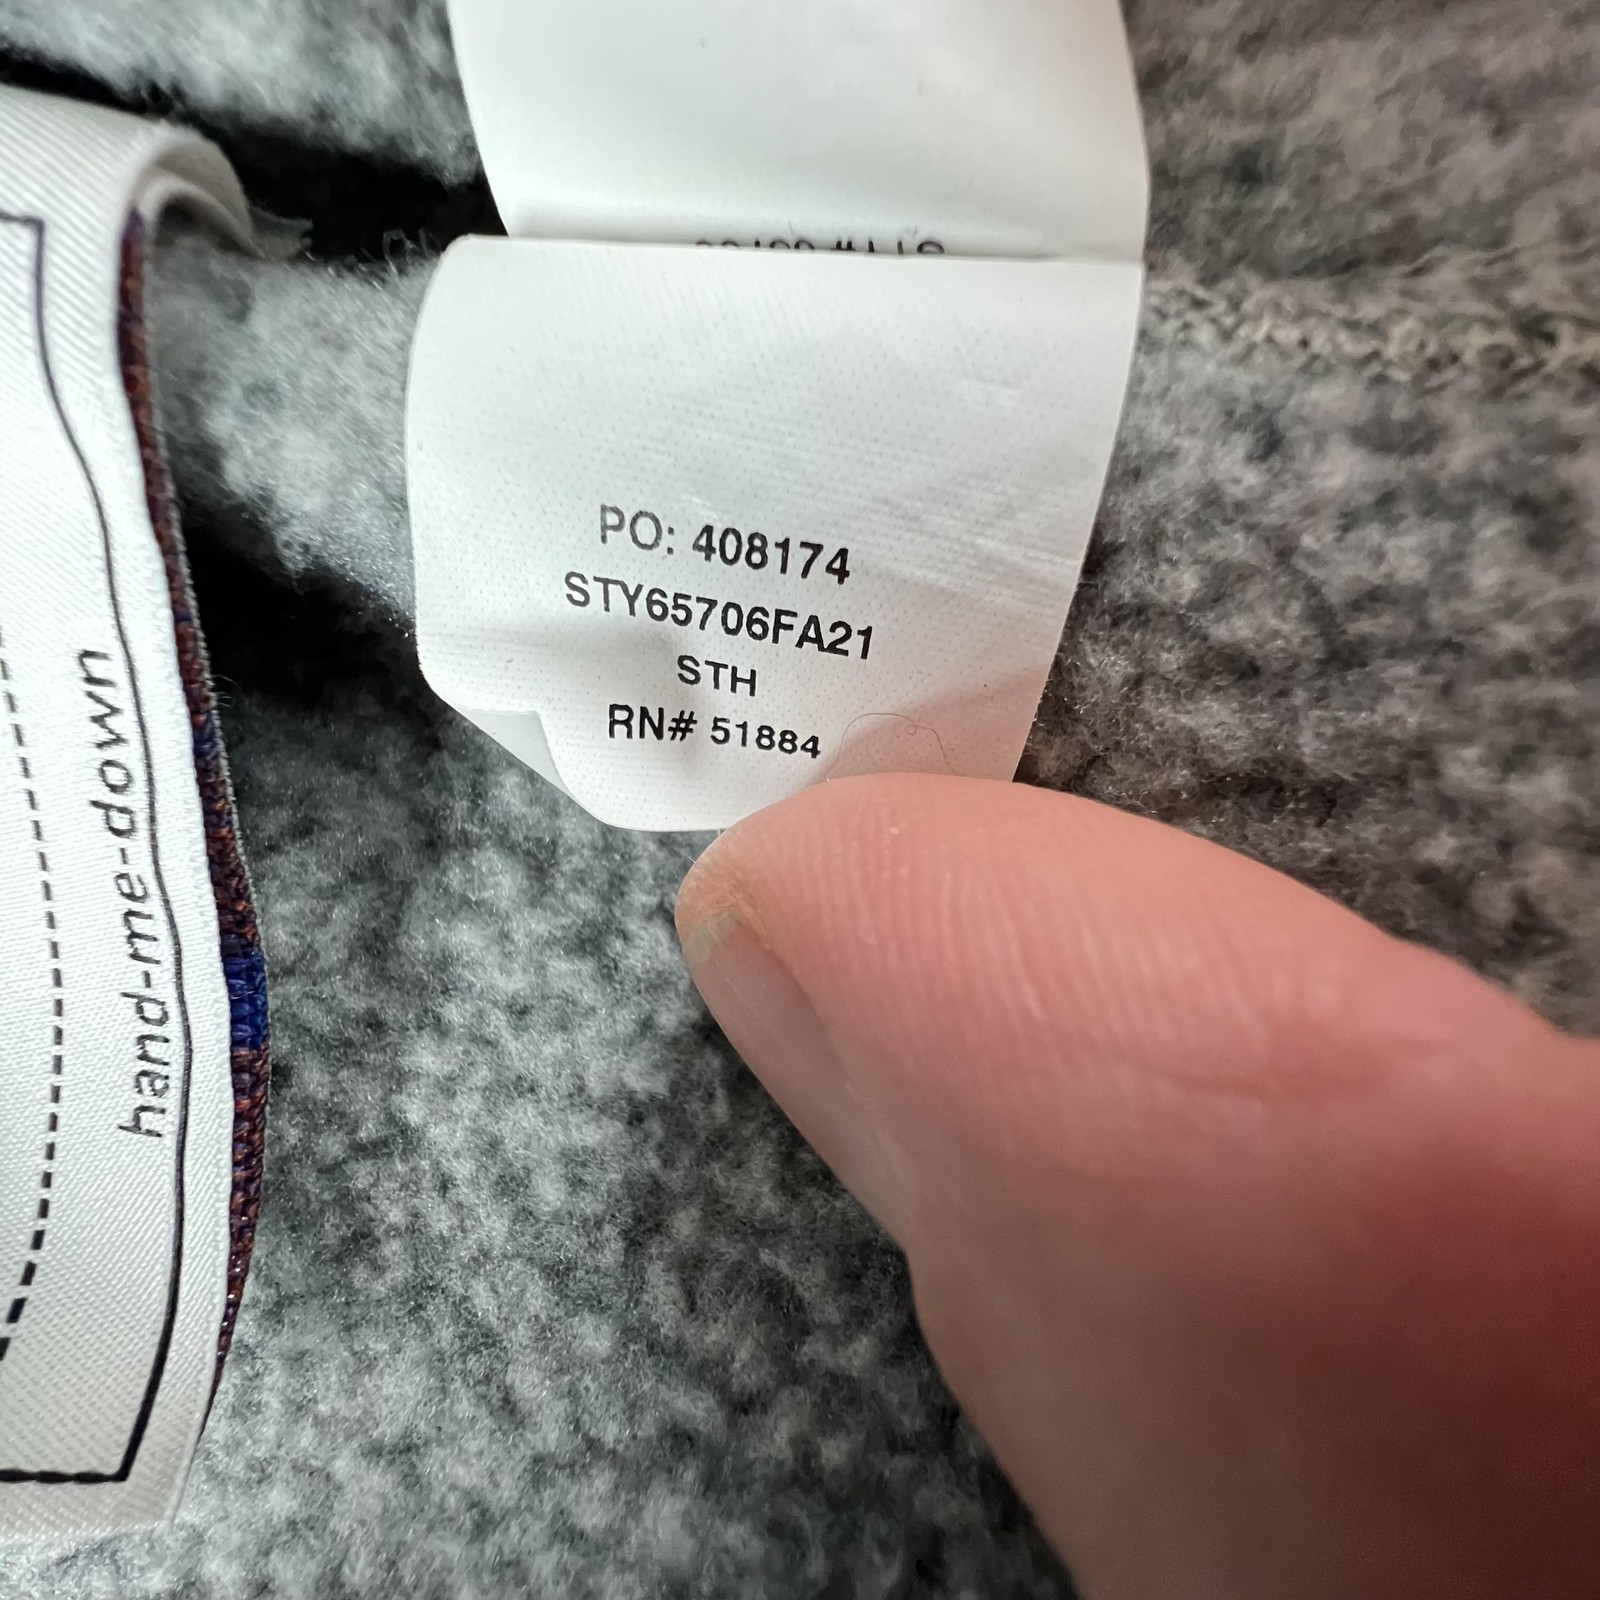 PO: 408174
STY65706FA21
STH
RN# 51884
hand-me-down